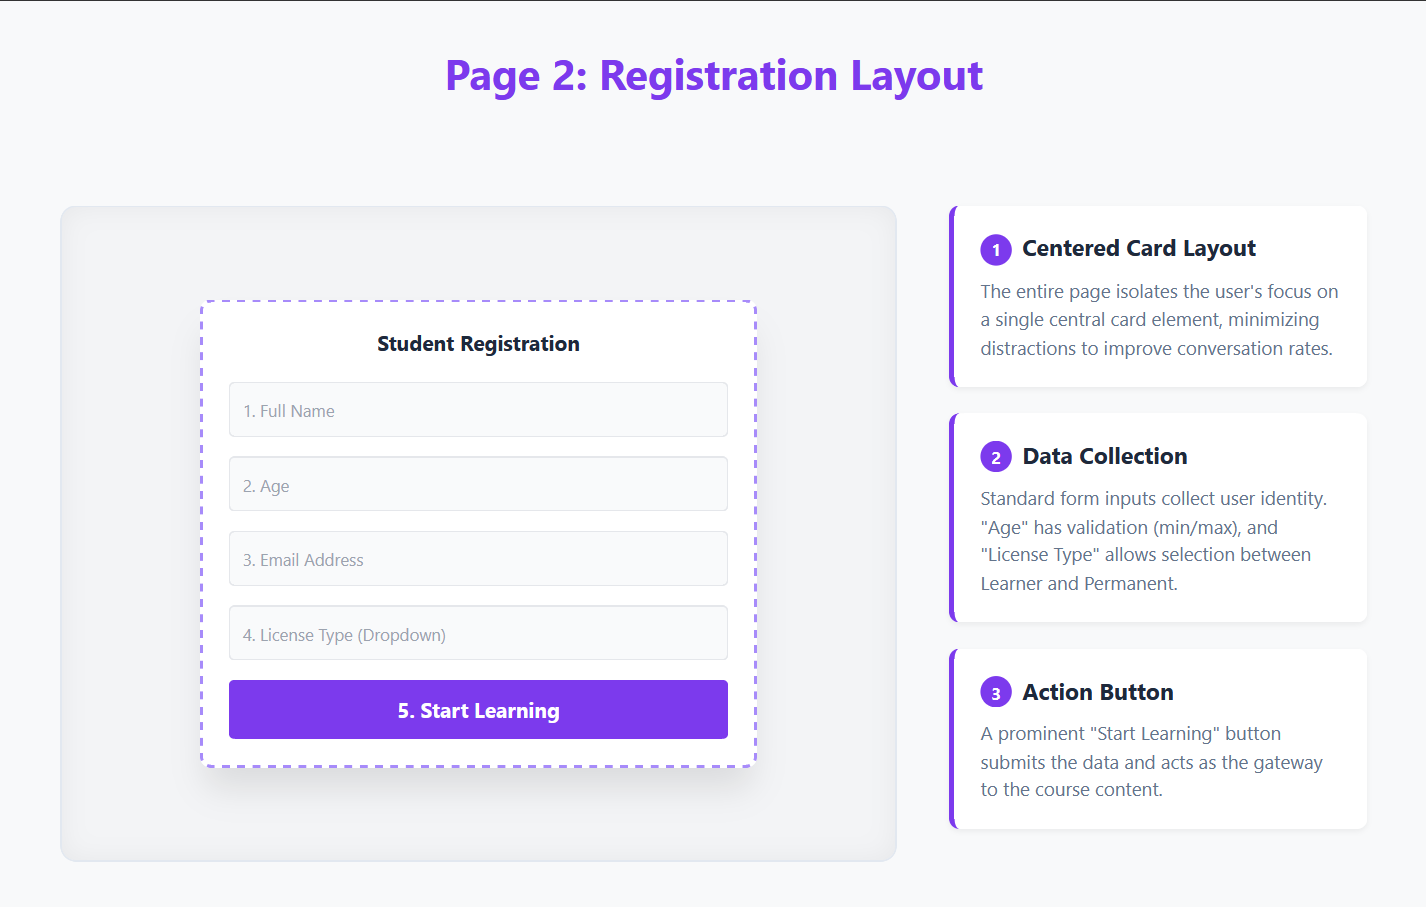 Page 2: Registration Layout
Student Registration
1. Full Name
2. Age
3. Email Address
4. License Type (Dropdown)
5. Start Learning
1 Centered Card Layout
The entire page isolates the user's focus on
a single central card element, minimizing
distractions to improve conversation rates.
2 Data Collection
Standard form inputs collect user identity.
"Age" has validation (min/max), and
"License Type" allows selection between
Learner and Permanent.
3 Action Button
A prominent "Start Learning" button
submits the data and acts as the gateway
to the course content.